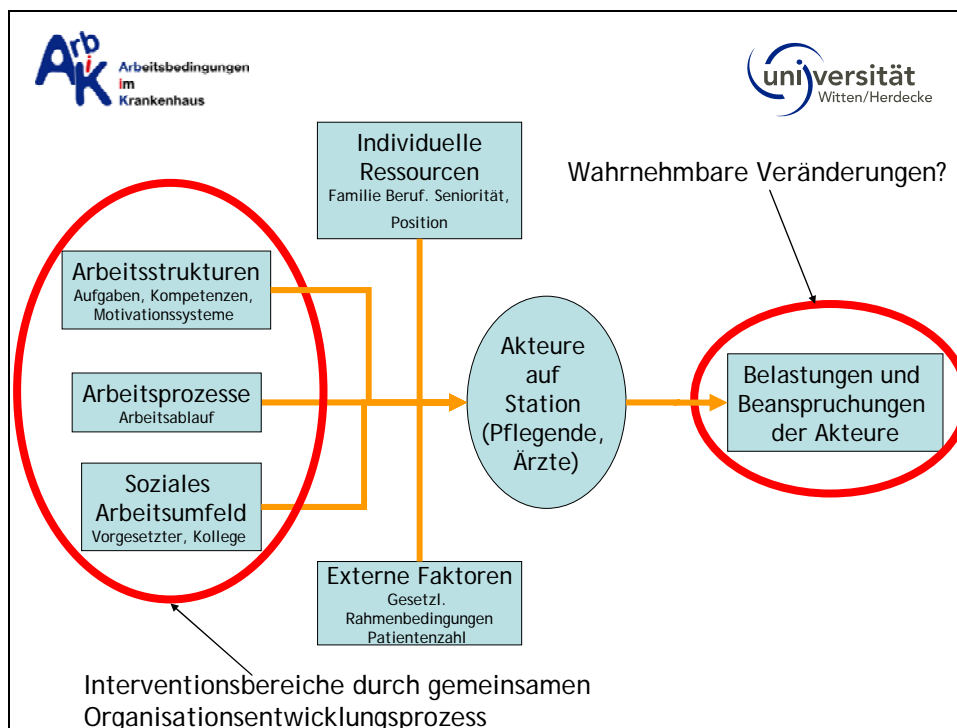 Arb
iK
Arbeitsbedingungen
im
Krankenhaus
universität
Witten/Herdecke
Individuelle
Ressourcen
Familie Beruf. Seniorität,
Position
Wahrnehmbare Veränderungen?
Arbeitsstrukturen
Aufgaben, Kompetenzen,
Motivationssysteme
Arbeitsprozesse
Arbeitsablauf
Soziales
Arbeitsumfeld
Vorgesetzter, Kollege
Akteure
auf
Station
(Pflegende,
Ärzte)
Belastungen und
Beanspruchungen
der Akteure
Externe Faktoren
Gesetzl.
Rahmenbedingungen
Patientenzahl
Interventionsbereiche durch gemeinsamen
Organisationsentwicklungsprozess